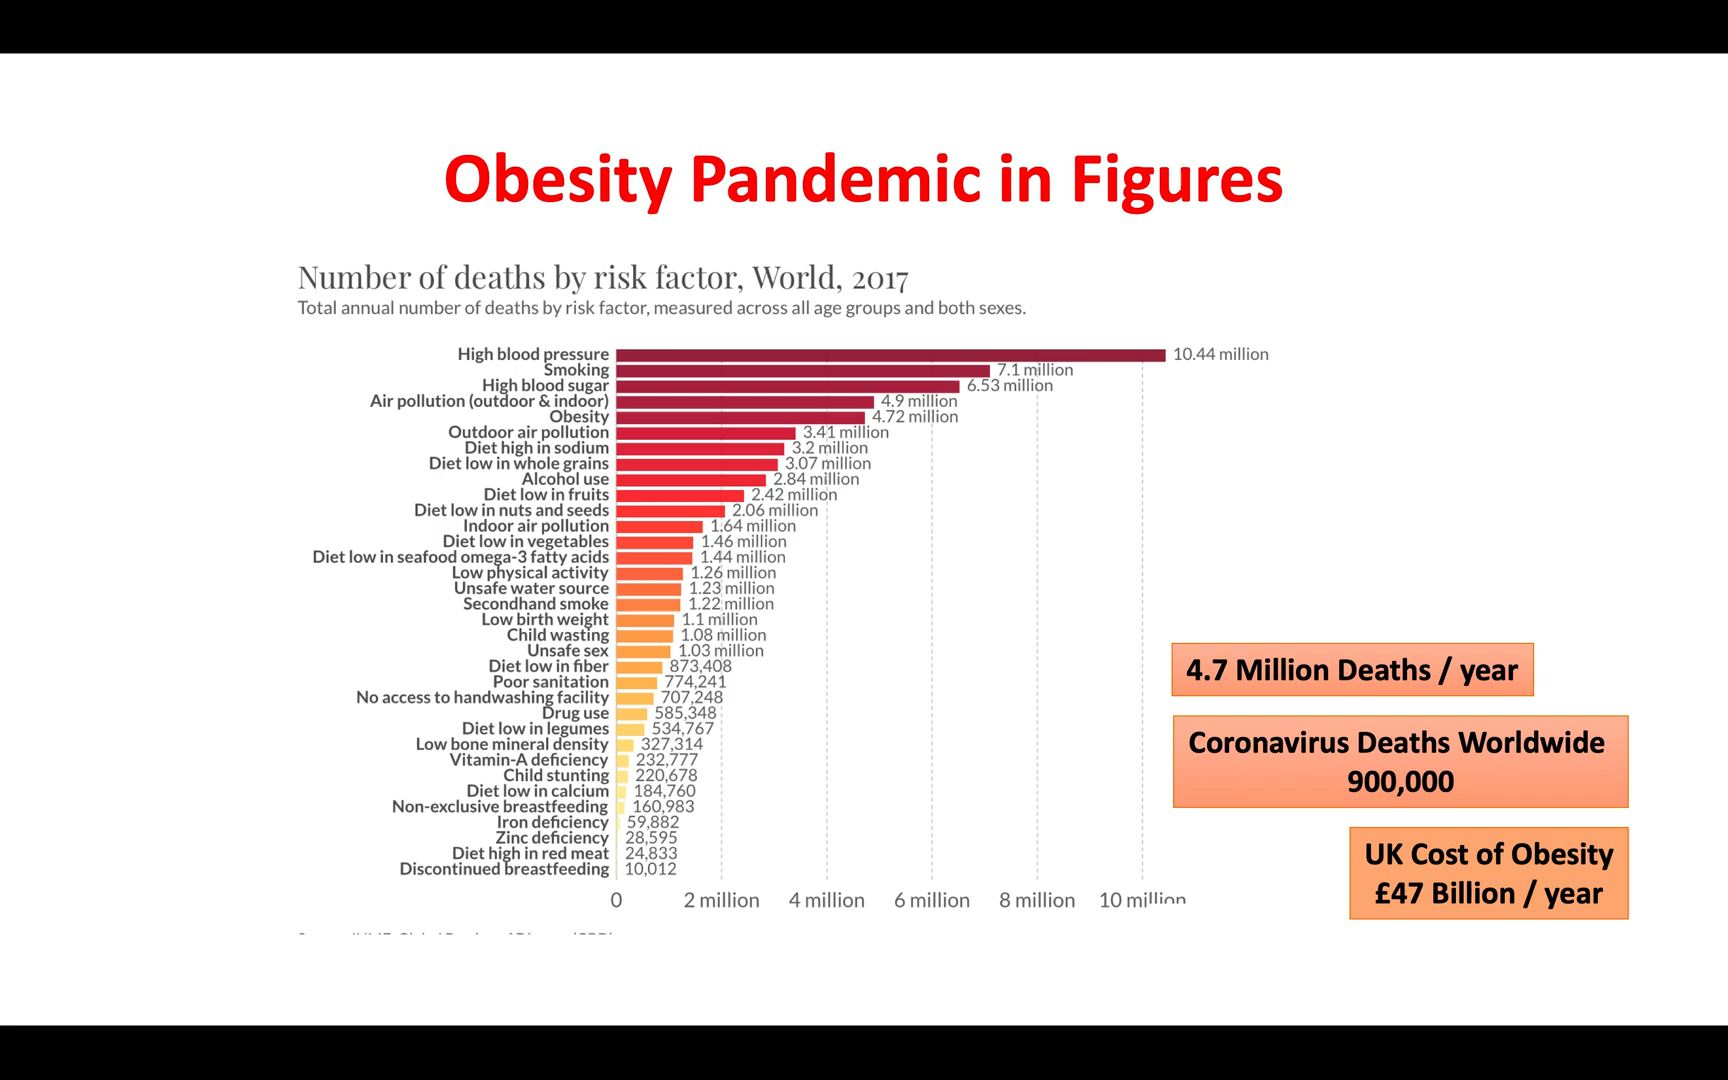 Obesity Pandemic in Figures
Number of deaths by risk factor, World, 2017
Total annual number of deaths by risk factor, measured across all age groups and both sexes.
High blood pressure 10.44 million
Smoking 7.1 million
High blood sugar 6.53 million
Air pollution (outdoor & indoor) 4.9 million
Obesity 4.72 million
Outdoor air pollution 3.41 million
Diet high in sodium 3.2 million
Diet low in whole grains 3.07 million
Alcohol use 2.84 million
Diet low in fruits 2.42 million
Diet low in nuts and seeds 2.06 million
Indoor air pollution 1.64 million
Diet low in vegetables 1.46 million
Diet low in seafood omega-3 fatty acids 1.44 million
Low physical activity 1.26 million
Unsafe water source 1.23 million
Secondhand smoke 1.22 million
Low birth weight 1.1 million
Child wasting 1.08 million
Unsafe sex 1.03 million
Diet low in fiber 873,408
Poor sanitation 774,241
No access to handwashing facility 707,248
Drug use 585,348
Diet low in legumes 534,767
Low bone mineral density 327,314
Vitamin-A deficiency 232,777
Child stunting 220,678
Diet low in calcium 184,760
Non-exclusive breastfeeding 160,983
Iron deficiency 59,882
Zinc deficiency 28,595
Diet high in red meat 24,833
Discontinued breastfeeding 10,012
0 2 million 4 million 6 million 8 million 10 million
4.7 Million Deaths / year
Coronavirus Deaths Worldwide
900,000
UK Cost of Obesity
£47 Billion / year